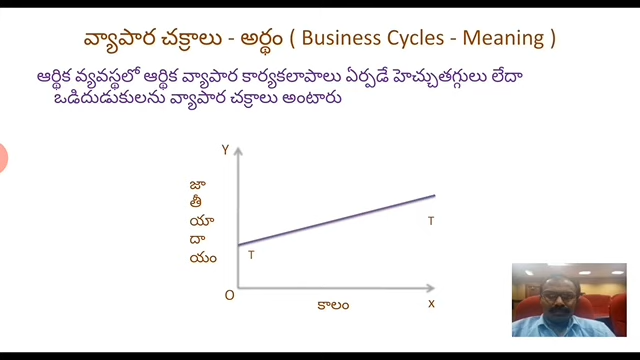 వ్యాపార చక్రాలు - అర్థం ( Business Cycles - Meaning )
ఆర్థిక వ్యవస్థలో ఆర్థిక వ్యాపార కార్యకలాపాలు ఏర్పడే హెచ్చుతగ్గులు లేదా
ఒడిదుడుకులను వ్యాపార చక్రాలు అంటారు
Y
జా
తీ
యా
దా
యం
T
T
O
కాలం
x